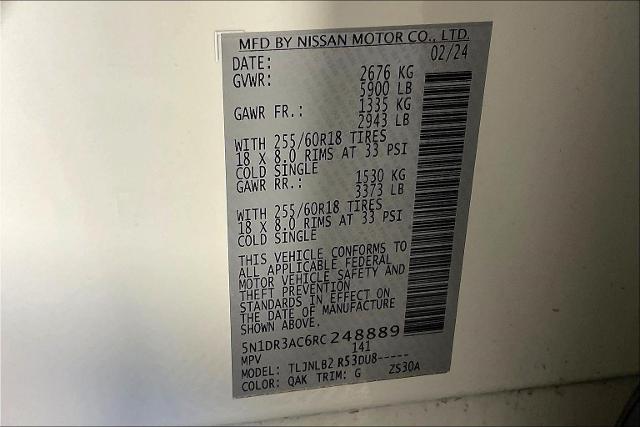 MFD BY NISSAN MOTOR CO., LTD.
DATE: 02/24
GVWR: 2676 KG
5900 LB
GAWR FR.: 1335 KG
2943 LB
WITH 255/60R18 TIRES
18 X 8.0 RIMS AT 33 PSI
COLD SINGLE
GAWR RR.: 1530 KG
3373 LB
WITH 255/60R18 TIRES
18 X 8.0 RIMS AT 33 PSI
COLD SINGLE
THIS VEHICLE CONFORMS TO
ALL APPLICABLE FEDERAL
MOTOR VEHICLE SAFETY AND
THEFT PREVENTION
STANDARDS IN EFFECT ON
THE DATE OF MANUFACTURE
SHOWN ABOVE.
5N1DR3AC6RC248889
MPV 141
MODEL: TLJNLB2 R53DU8-----
COLOR: QAK TRIM: G ZS30A